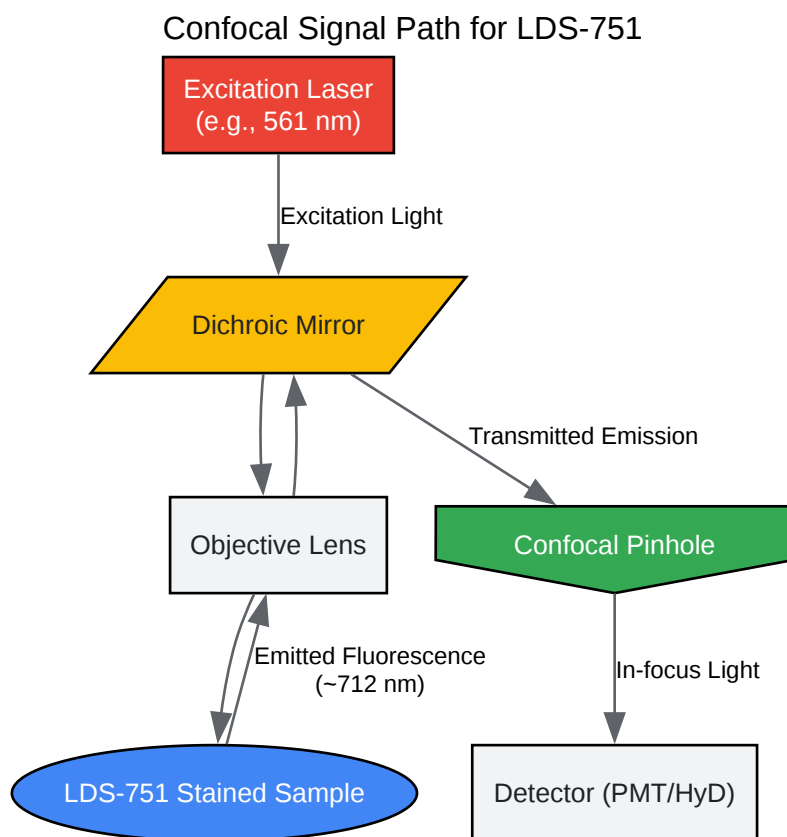 Confocal Signal Path for LDS-751
Excitation Laser
(e.g., 561 nm)
Excitation Light
Dichroic Mirror
Transmitted Emission
Objective Lens
Confocal Pinhole
Emitted Fluorescence
(~712 nm)
In-focus Light
LDS-751 Stained Sample
Detector (PMT/HyD)